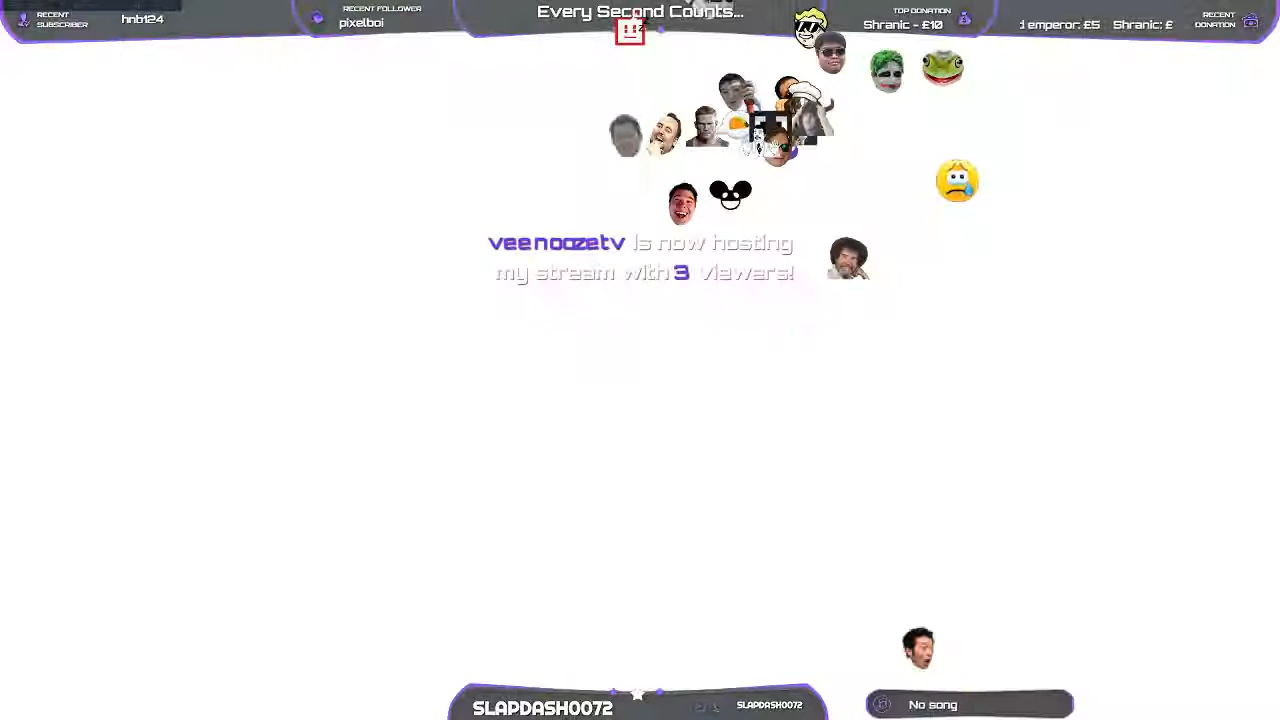 RECENT
SUBSCRIBER
hnb124
RECENT FOLLOWER
pixelboi
Every Second Counts...
TOP DONATION
Shranic - £10
emperor: £5 Shranic: £
RECENT
DONATION
veenoozetv is now hosting
my stream with 3 viewers!
SLAPDASH0072
SLAPDASH0072
No song